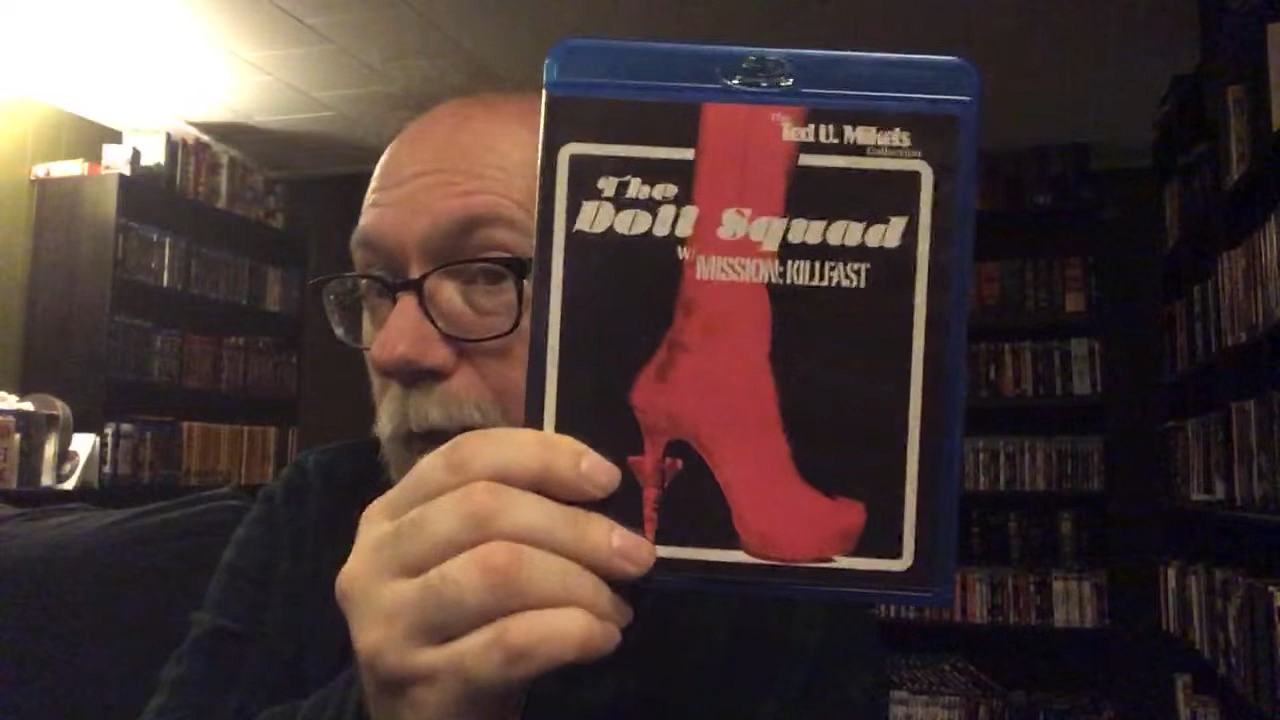 The
Ted V. Mikels
Collection
The
Doll Squad
W/
MISSION: KILLFAST